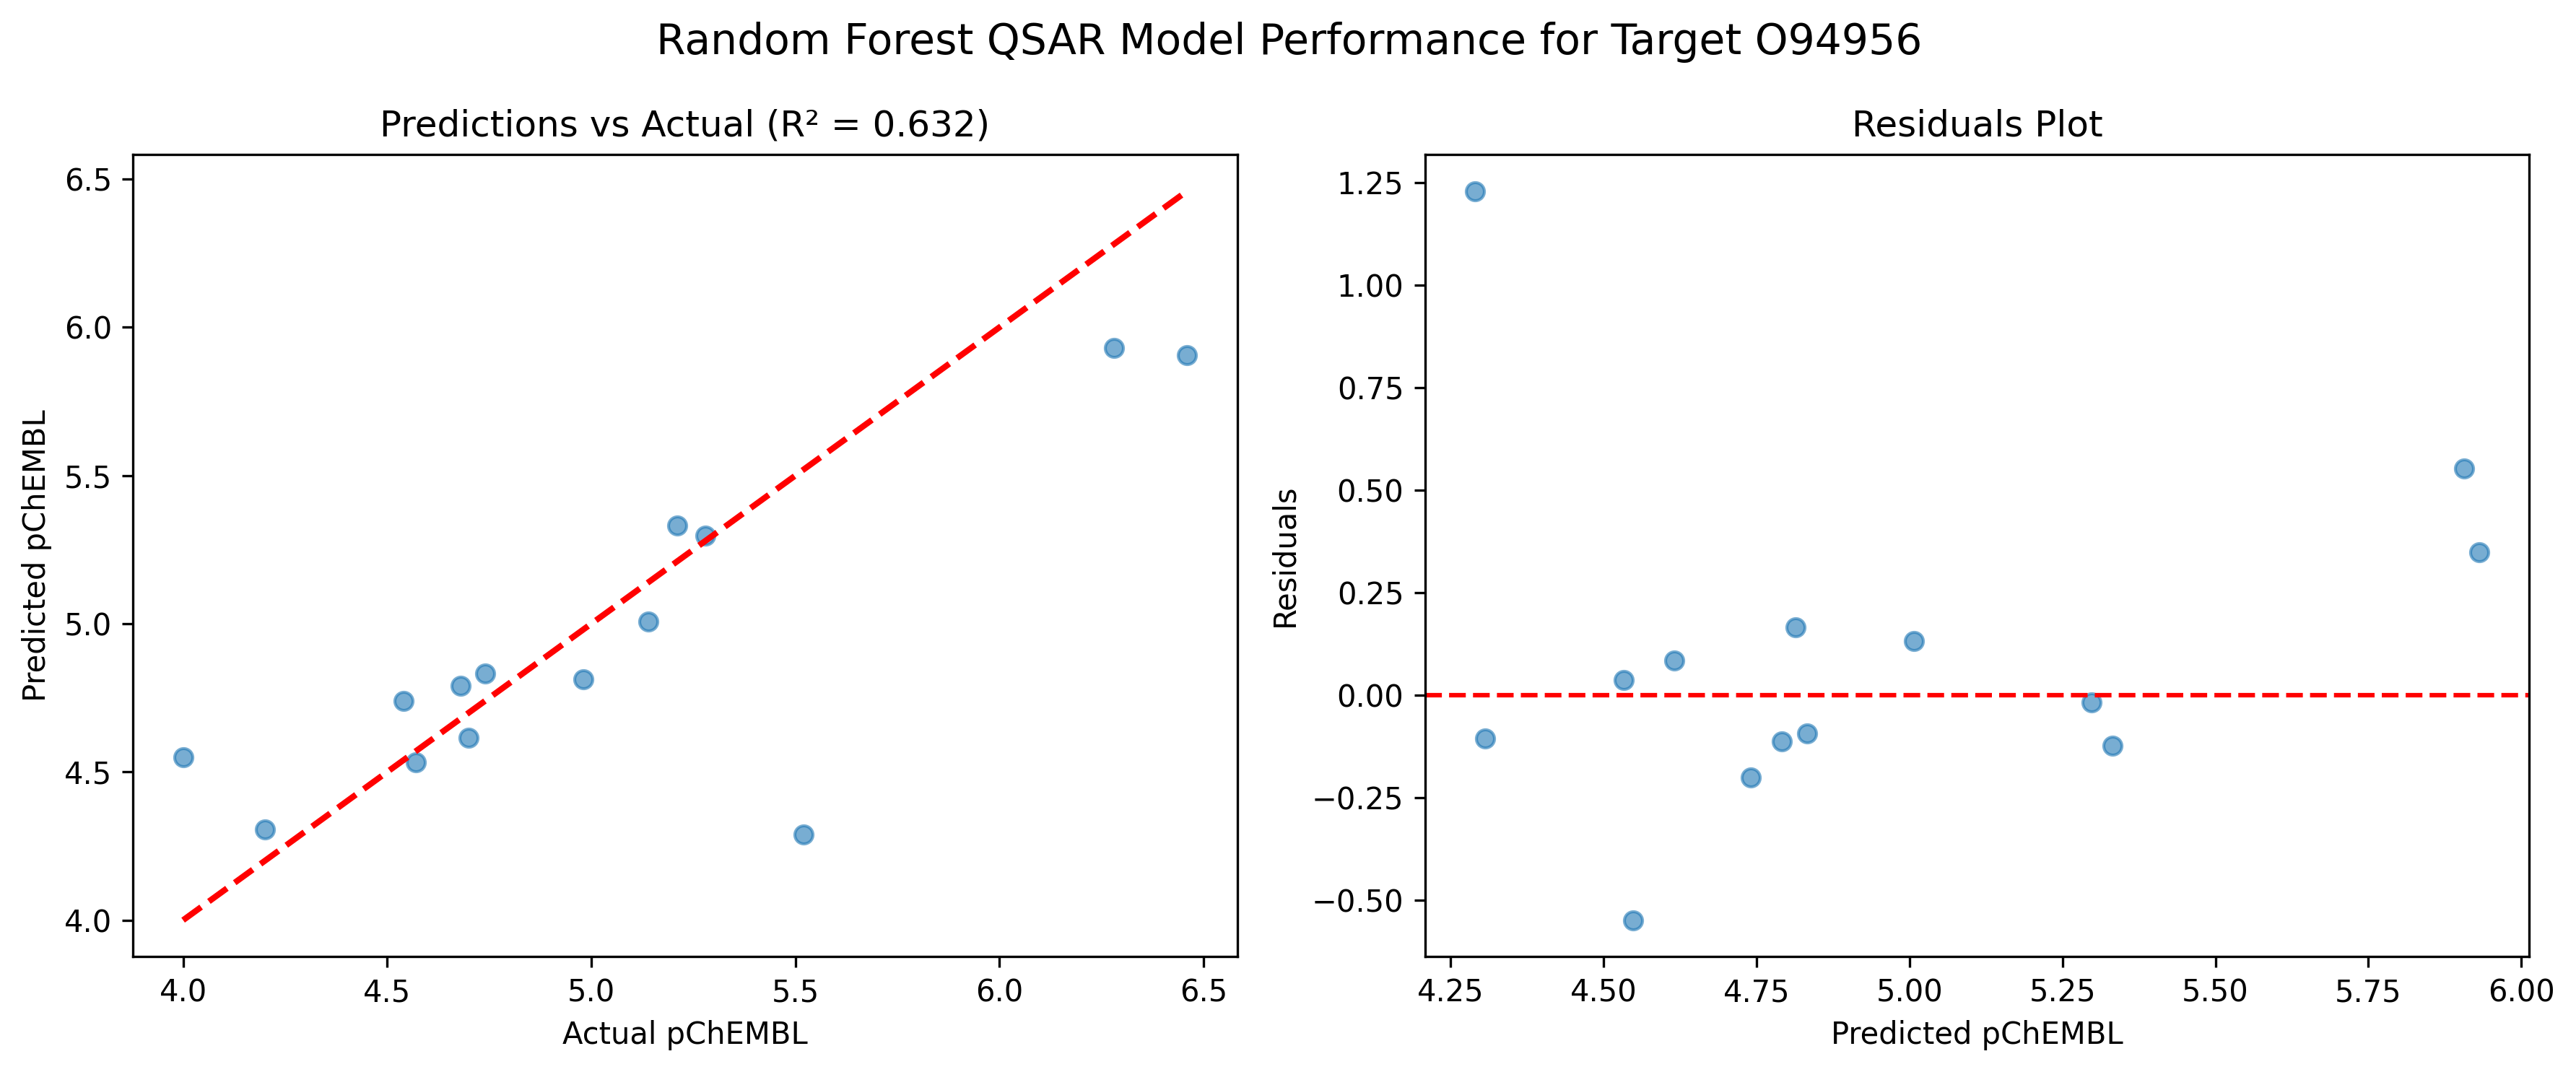 Random Forest QSAR Model Performance for Target O94956
Predictions vs Actual (R² = 0.632)
6.5
6.0
5.5
5.0
4.5
4.0
Predicted pChEMBL
4.0 4.5 5.0 5.5 6.0 6.5
Actual pChEMBL
Residuals Plot
1.25
1.00
0.75
0.50
0.25
0.00
−0.25
−0.50
Residuals
4.25 4.50 4.75 5.00 5.25 5.50 5.75 6.00
Predicted pChEMBL